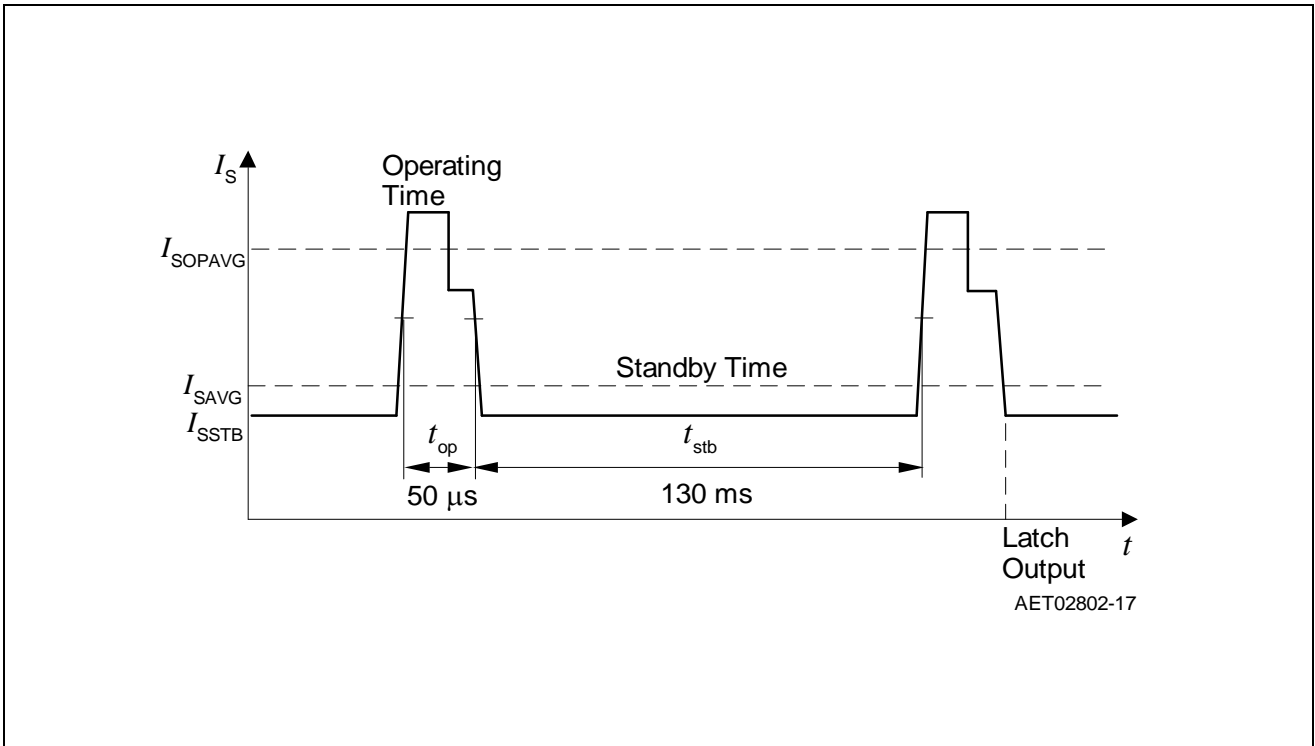 I_S
Operating
Time
I_SOPAVG
Standby Time
I_SAVG
I_SSTB
t_op
t_stb
50 μs
130 ms
Latch
Output
t
AET02802-17